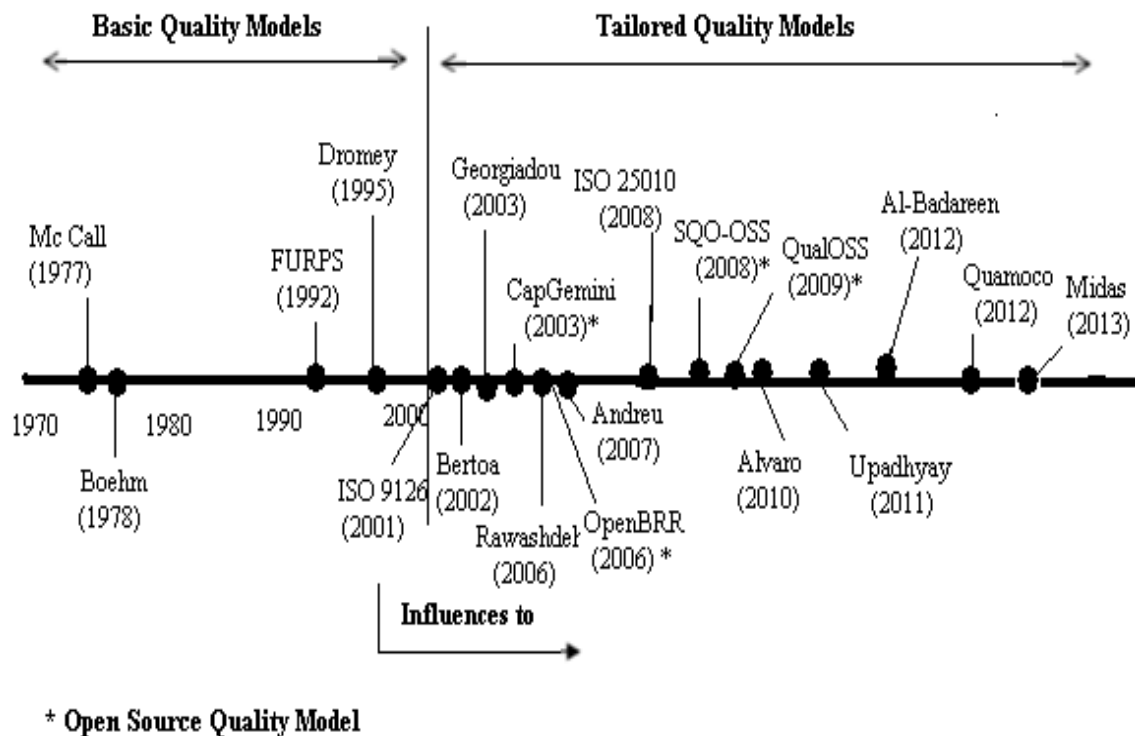 Basic Quality Models
Tailored Quality Models
Mc Call
(1977)
Boehm
(1978)
FURPS
(1992)
Dromey
(1995)
ISO 9126
(2001)
Bertoa
(2002)
Georgiadou
(2003)
CapGemini
(2003)*
Rawashdeh
(2006)
OpenBRR
(2006) *
Andreu
(2007)
ISO 25010
(2008)
SQO-OSS
(2008)*
QualOSS
(2009)*
Alvaro
(2010)
Upadhyay
(2011)
Al-Badareen
(2012)
Quamoco
(2012)
Midas
(2013)
1970
1980
1990
2000
Influences to
* Open Source Quality Model